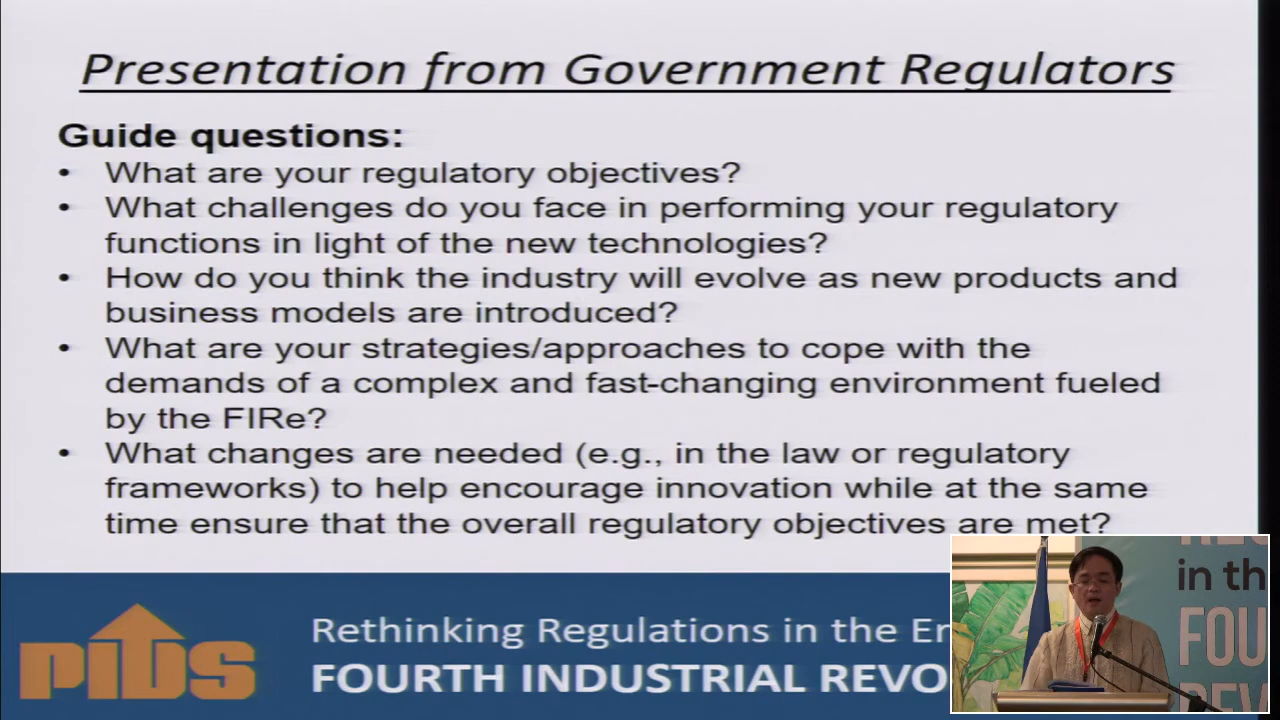 Presentation from Government Regulators
Guide questions:
• What are your regulatory objectives?
• What challenges do you face in performing your regulatory
functions in light of the new technologies?
• How do you think the industry will evolve as new products and
business models are introduced?
• What are your strategies/approaches to cope with the
demands of a complex and fast-changing environment fueled
by the FIRe?
• What changes are needed (e.g., in the law or regulatory
frameworks) to help encourage innovation while at the same
time ensure that the overall regulatory objectives are met?
PIDS
Rethinking Regulations in the Er
FOURTH INDUSTRIAL REVO
in th
FOU
REV